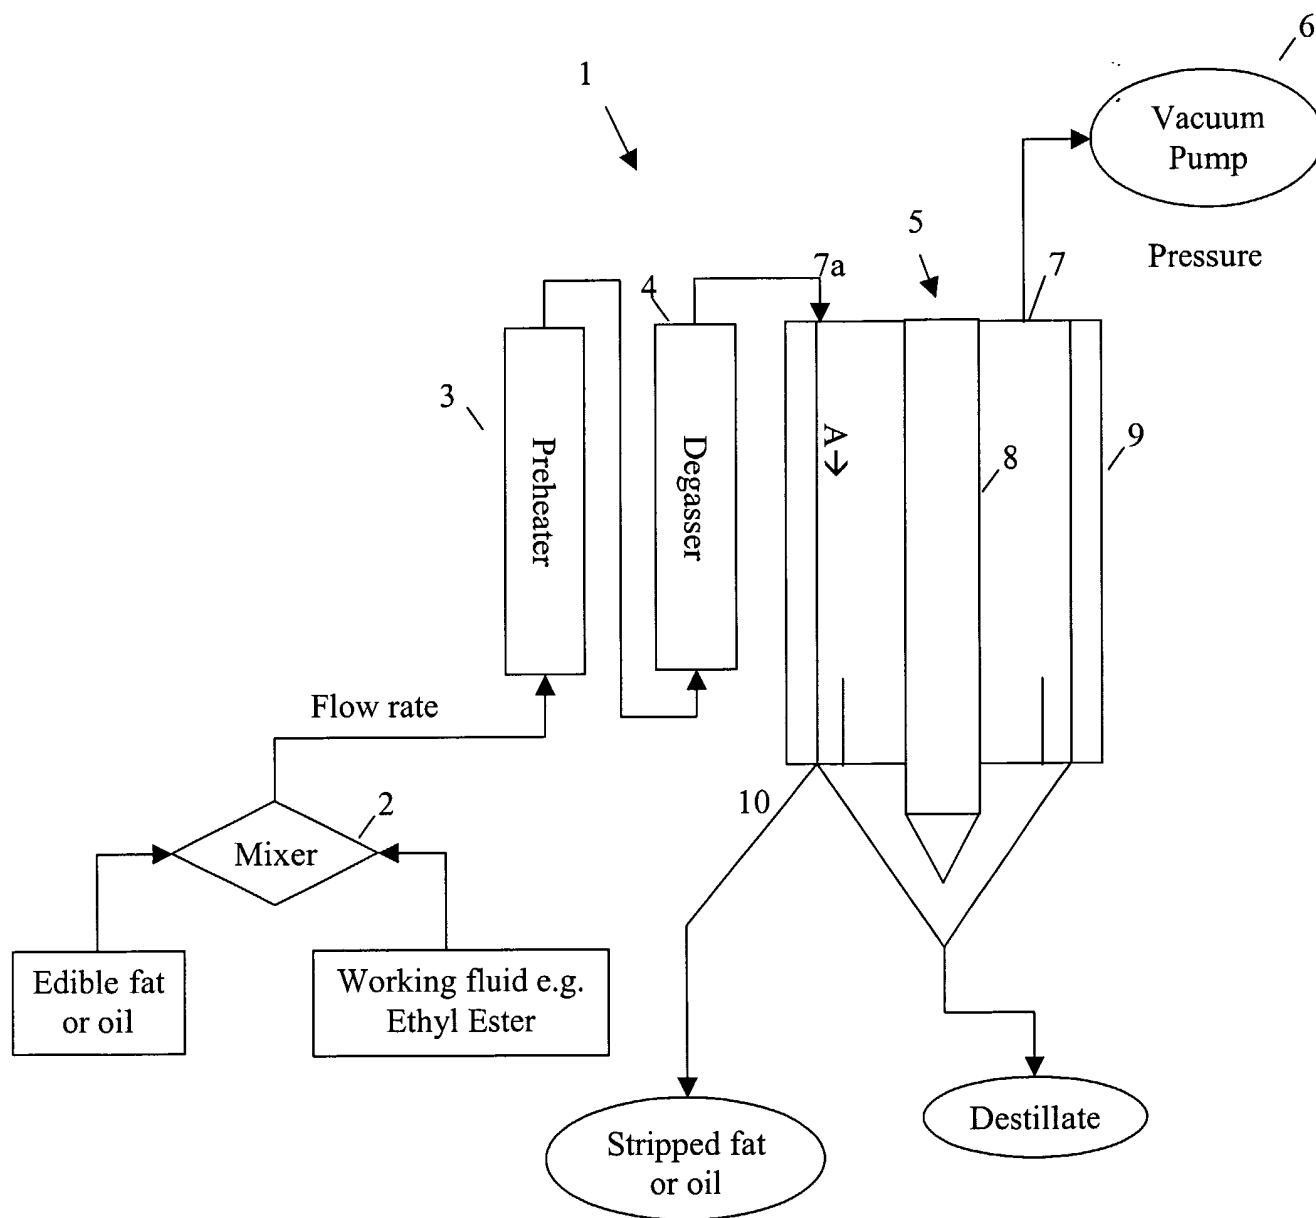 6
1
Vacuum
Pump
5
Pressure
7a
7
4
3
9
Preheater
Degasser
A→
8
Flow rate
2
10
Mixer
Edible fat
or oil
Working fluid e.g.
Ethyl Ester
Destillate
Stripped fat
or oil